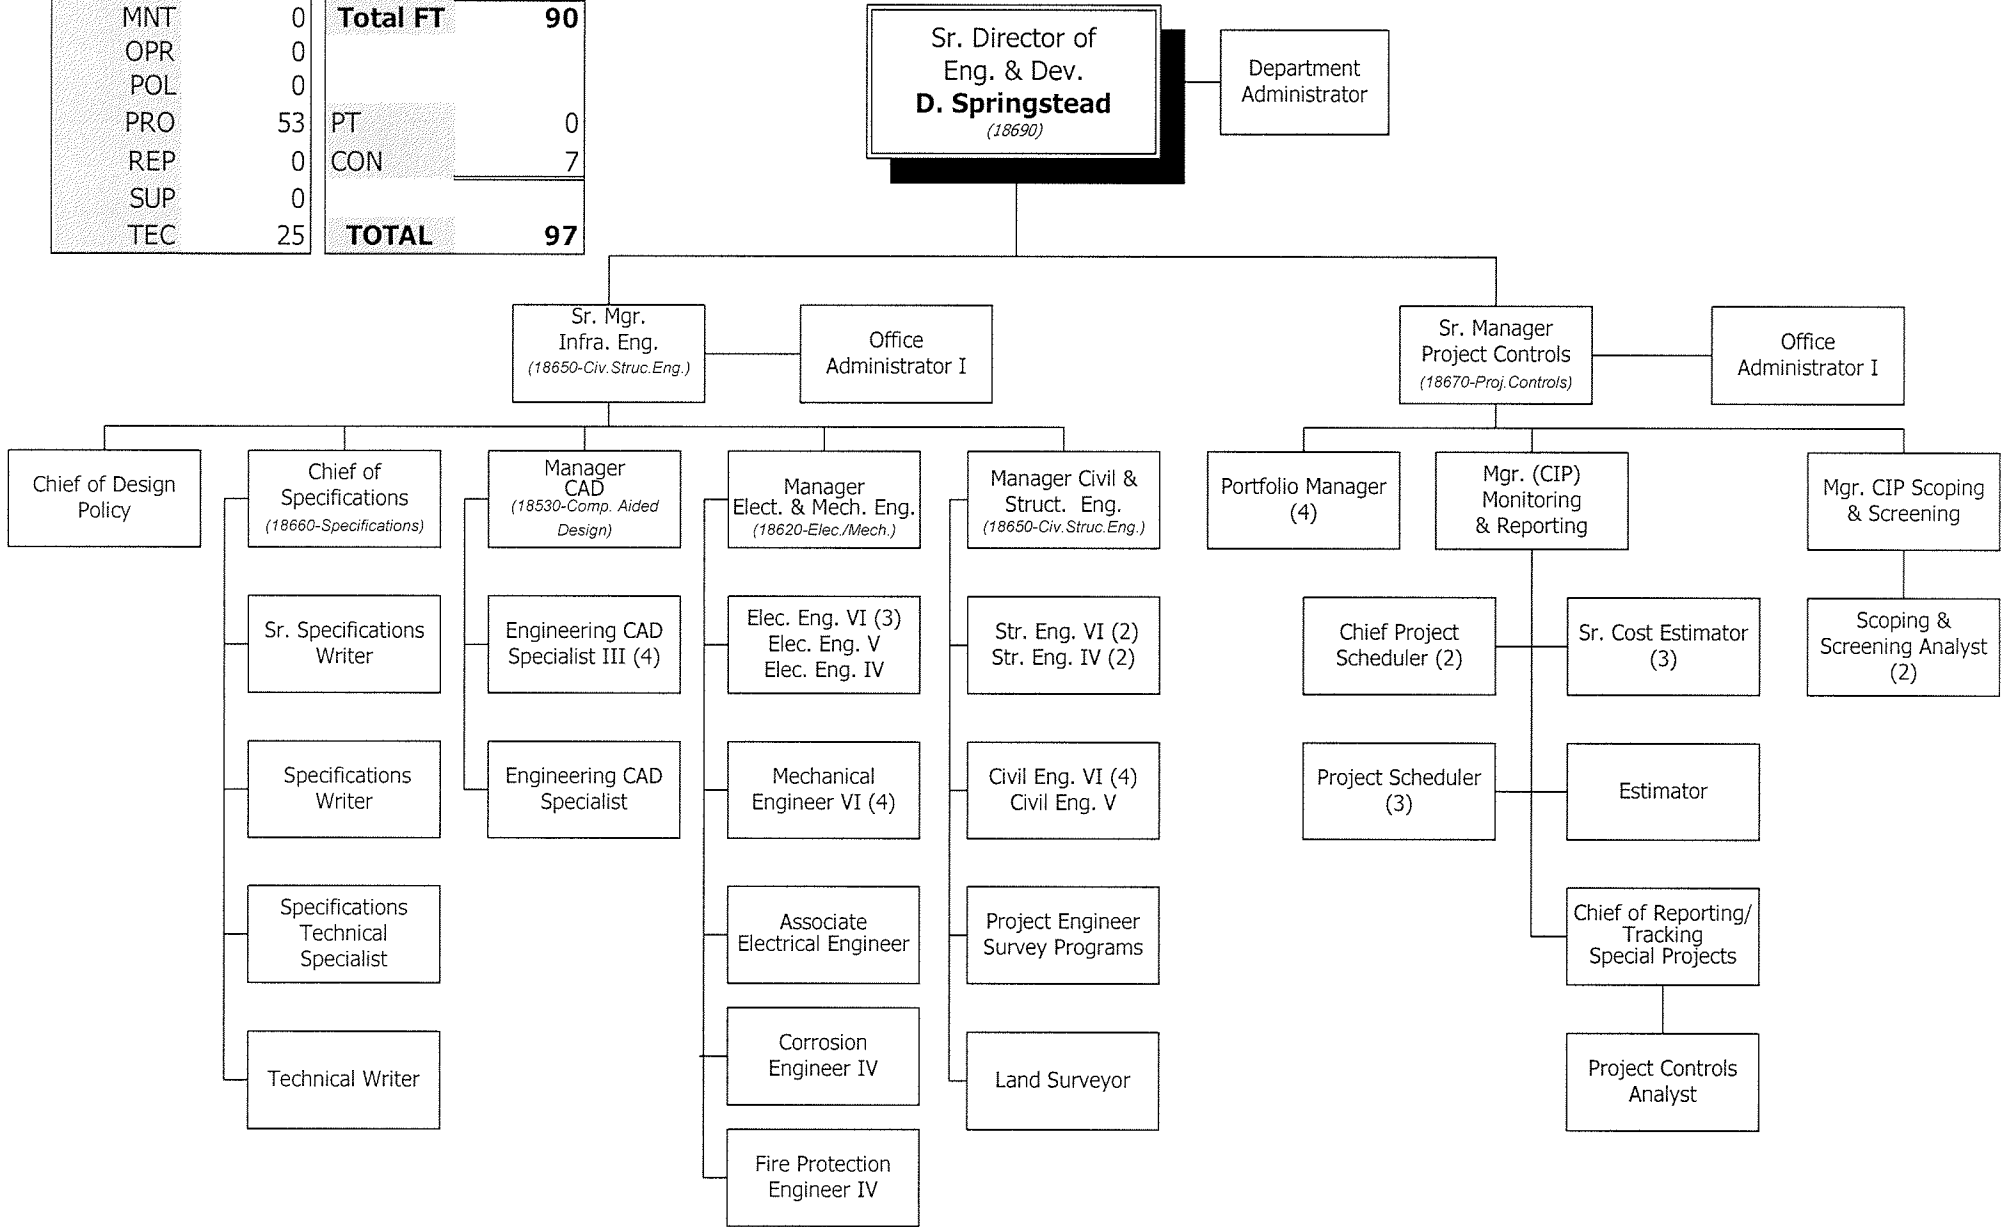 MNT 0
OPR 0
POL 0
PRO 53
REP 0
SUP 0
TEC 25
Total FT 90
PT 0
CON 7
TOTAL 97
Sr. Director of
Eng. & Dev.
D. Springstead
(18690)
Department
Administrator
Sr. Mgr.
Infra. Eng.
(18650-Civ.Struc.Eng.)
Office
Administrator I
Sr. Manager
Project Controls
(18670-Proj.Controls)
Office
Administrator I
Chief of Design
Policy
Chief of
Specifications
(18660-Specifications)
Manager
CAD
(18530-Comp. Aided
Design)
Manager
Elect. & Mech. Eng.
(18620-Elec./Mech.)
Manager Civil &
Struct. Eng.
(18650-Civ.Struc.Eng.)
Portfolio Manager
(4)
Mgr. (CIP)
Monitoring
& Reporting
Mgr. CIP Scoping
& Screening
Sr. Specifications
Writer
Engineering CAD
Specialist III (4)
Elec. Eng. VI (3)
Elec. Eng. V
Elec. Eng. IV
Str. Eng. VI (2)
Str. Eng. IV (2)
Chief Project
Scheduler (2)
Sr. Cost Estimator
(3)
Scoping &
Screening Analyst
(2)
Specifications
Writer
Engineering CAD
Specialist
Mechanical
Engineer VI (4)
Civil Eng. VI (4)
Civil Eng. V
Project Scheduler
(3)
Estimator
Specifications
Technical
Specialist
Associate
Electrical Engineer
Project Engineer
Survey Programs
Chief of Reporting/
Tracking
Special Projects
Technical Writer
Corrosion
Engineer IV
Land Surveyor
Project Controls
Analyst
Fire Protection
Engineer IV